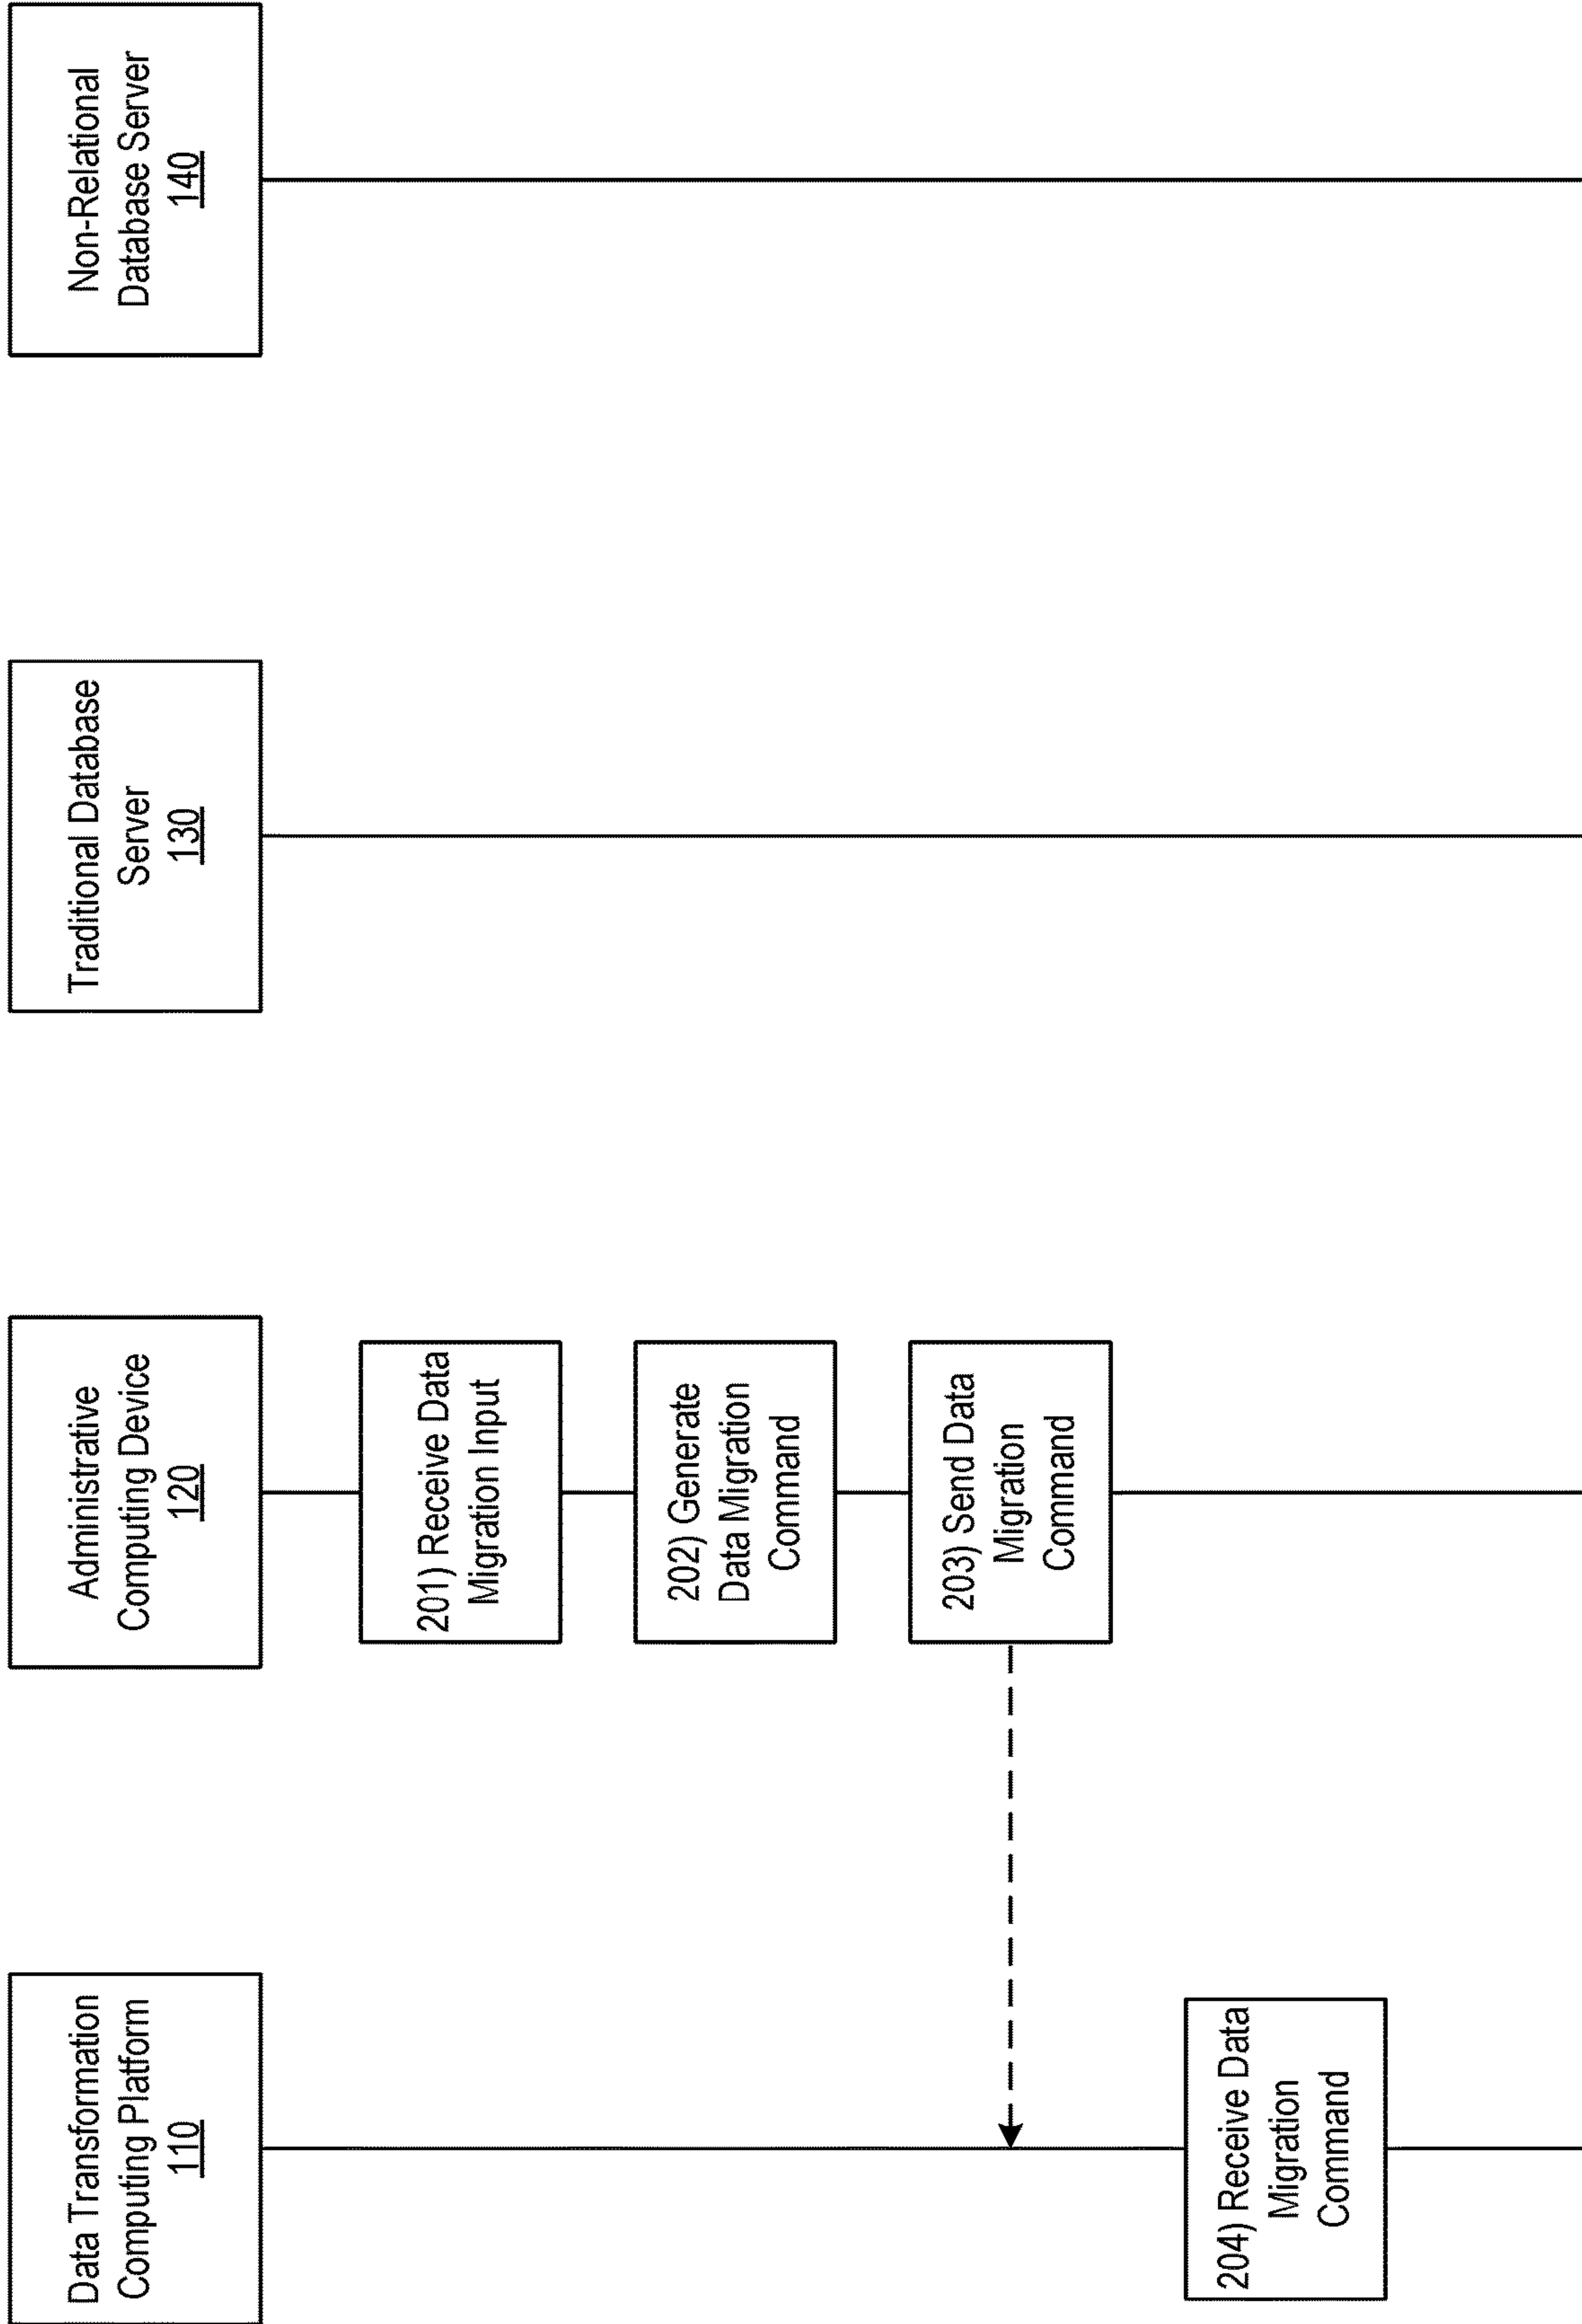 Data Transformation
Computing Platform
110
Administrative
Computing Device
120
Traditional Database
Server
130
Non-Relational
Database Server
140
201) Receive Data
Migration Input
202) Generate
Data Migration
Command
203) Send Data
Migration
Command
204) Receive Data
Migration
Command